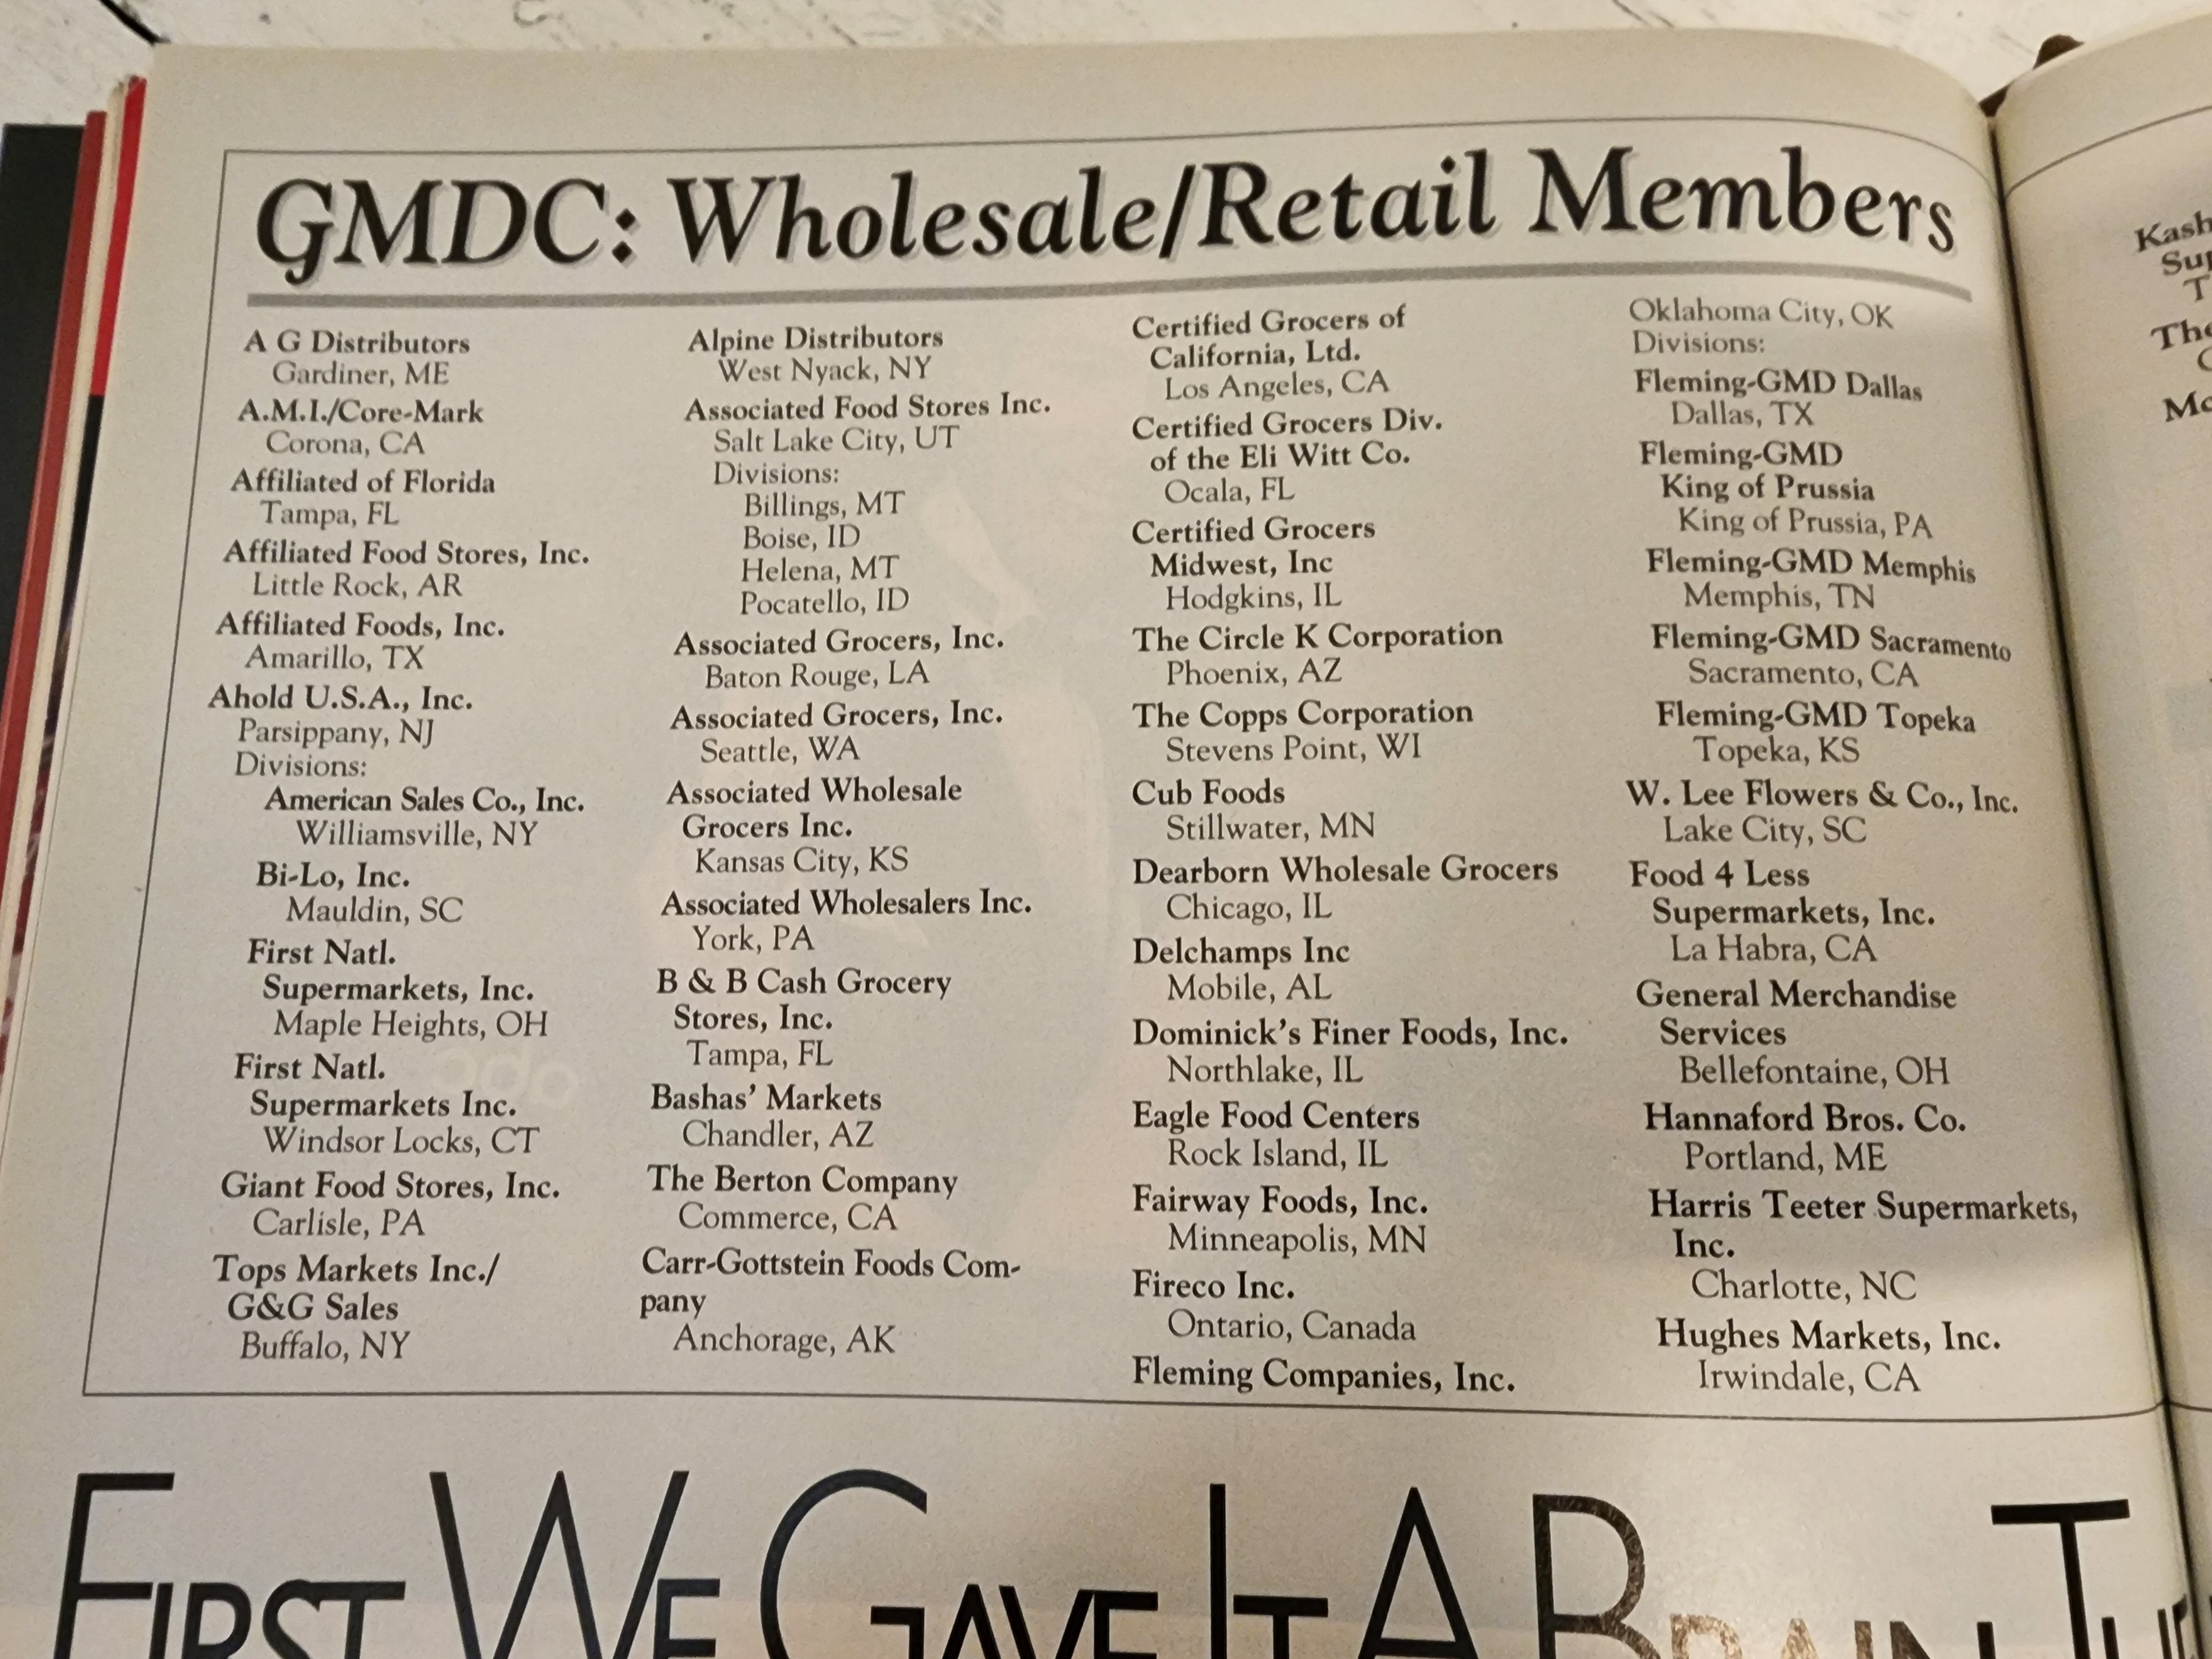 GMDC: Wholesale/Retail Members
A G Distributors
Gardiner, ME
A.M.I./Core-Mark
Corona, CA
Affiliated of Florida
Tampa, FL
Affiliated Food Stores, Inc.
Little Rock, AR
Affiliated Foods, Inc.
Amarillo, TX
Ahold U.S.A., Inc.
Parsippany, NJ
Divisions:
American Sales Co., Inc.
Williamsville, NY
Bi-Lo, Inc.
Mauldin, SC
First Natl.
Supermarkets, Inc.
Maple Heights, OH
First Natl.
Supermarkets Inc.
Windsor Locks, CT
Giant Food Stores, Inc.
Carlisle, PA
Tops Markets Inc./
G&G Sales
Buffalo, NY
Alpine Distributors
West Nyack, NY
Associated Food Stores Inc.
Salt Lake City, UT
Divisions:
Billings, MT
Boise, ID
Helena, MT
Pocatello, ID
Associated Grocers, Inc.
Baton Rouge, LA
Associated Grocers, Inc.
Seattle, WA
Associated Wholesale
Grocers Inc.
Kansas City, KS
Associated Wholesalers Inc.
York, PA
B & B Cash Grocery
Stores, Inc.
Tampa, FL
Bashas' Markets
Chandler, AZ
The Berton Company
Commerce, CA
Carr-Gottstein Foods Com-
pany
Anchorage, AK
Certified Grocers of
California, Ltd.
Los Angeles, CA
Certified Grocers Div.
of the Eli Witt Co.
Ocala, FL
Certified Grocers
Midwest, Inc
Hodgkins, IL
The Circle K Corporation
Phoenix, AZ
The Copps Corporation
Stevens Point, WI
Cub Foods
Stillwater, MN
Dearborn Wholesale Grocers
Chicago, IL
Delchamps Inc
Mobile, AL
Dominick's Finer Foods, Inc.
Northlake, IL
Eagle Food Centers
Rock Island, IL
Fairway Foods, Inc.
Minneapolis, MN
Fireco Inc.
Ontario, Canada
Fleming Companies, Inc.
Oklahoma City, OK
Divisions:
Fleming-GMD Dallas
Dallas, TX
Fleming-GMD
King of Prussia
King of Prussia, PA
Fleming-GMD Memphis
Memphis, TN
Fleming-GMD Sacramento
Sacramento, CA
Fleming-GMD Topeka
Topeka, KS
W. Lee Flowers & Co., Inc.
Lake City, SC
Food 4 Less
Supermarkets, Inc.
La Habra, CA
General Merchandise
Services
Bellefontaine, OH
Hannaford Bros. Co.
Portland, ME
Harris Teeter Supermarkets,
Inc.
Charlotte, NC
Hughes Markets, Inc.
Irwindale, CA
Kash
The
FIRST WE GAVE IT A BRAIN